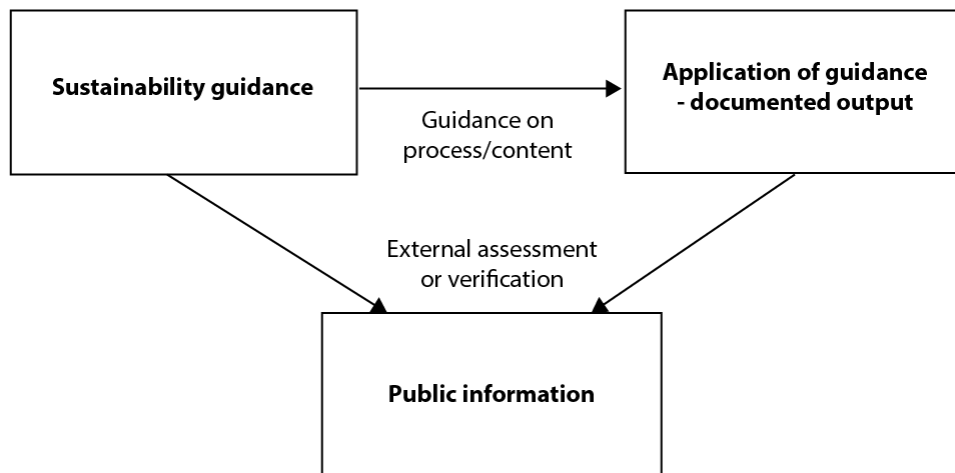 Sustainability guidance
Application of guidance
- documented output
Guidance on
process/content
External assessment
or verification
Public information